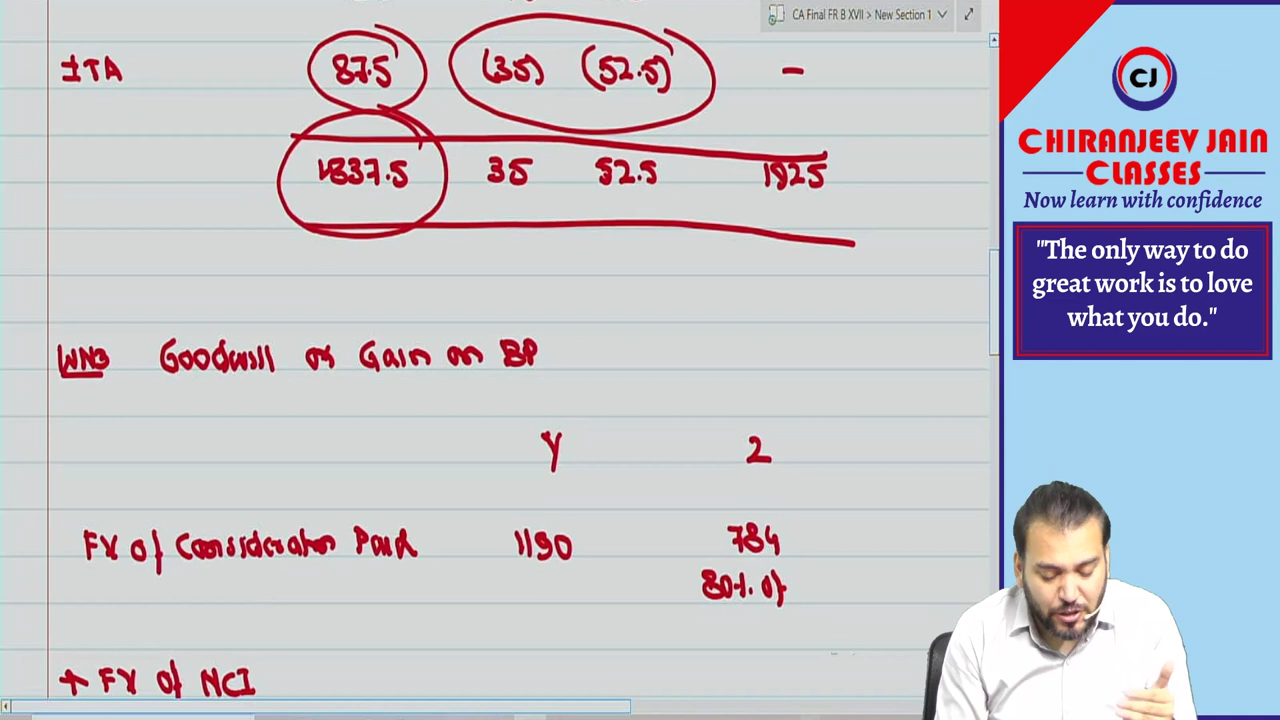 CA Final FR B XVII > New Section 1
ITA 87.5 (35) (52.5) -
1837.5 35 52.5 1925
WN3 Goodwill or Gain on BP
Y Z
FV of Consideration Paid 1190 784
80% of
+ FV of NCI
CJ
CHIRANJEEV JAIN
CLASSES
Now learn with confidence
"The only way to do
great work is to love
what you do."